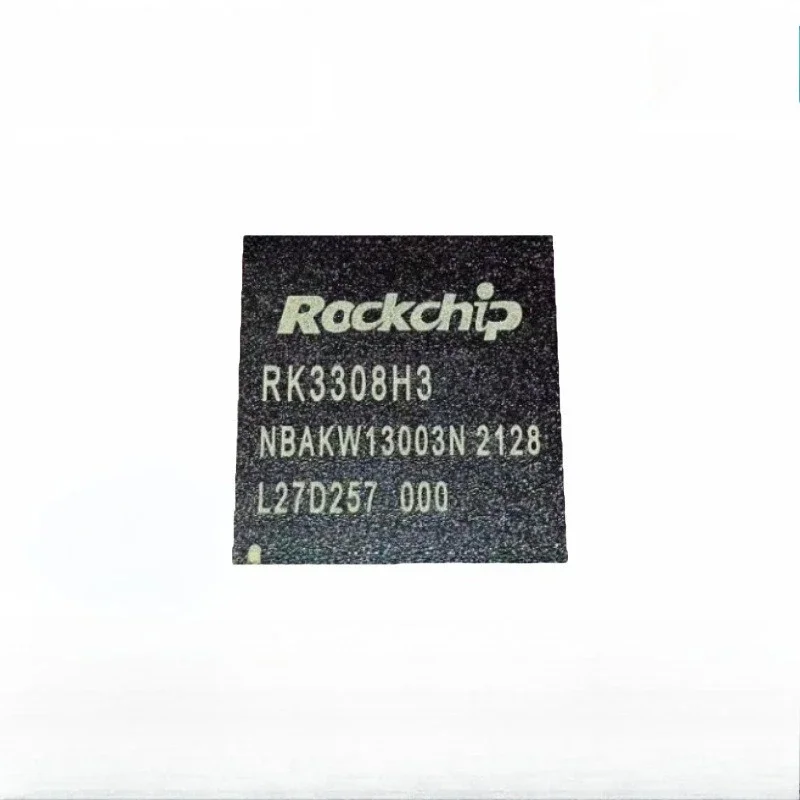 Rockchip
RK3308H3
NBAKW13003N 2128
L27D257 000